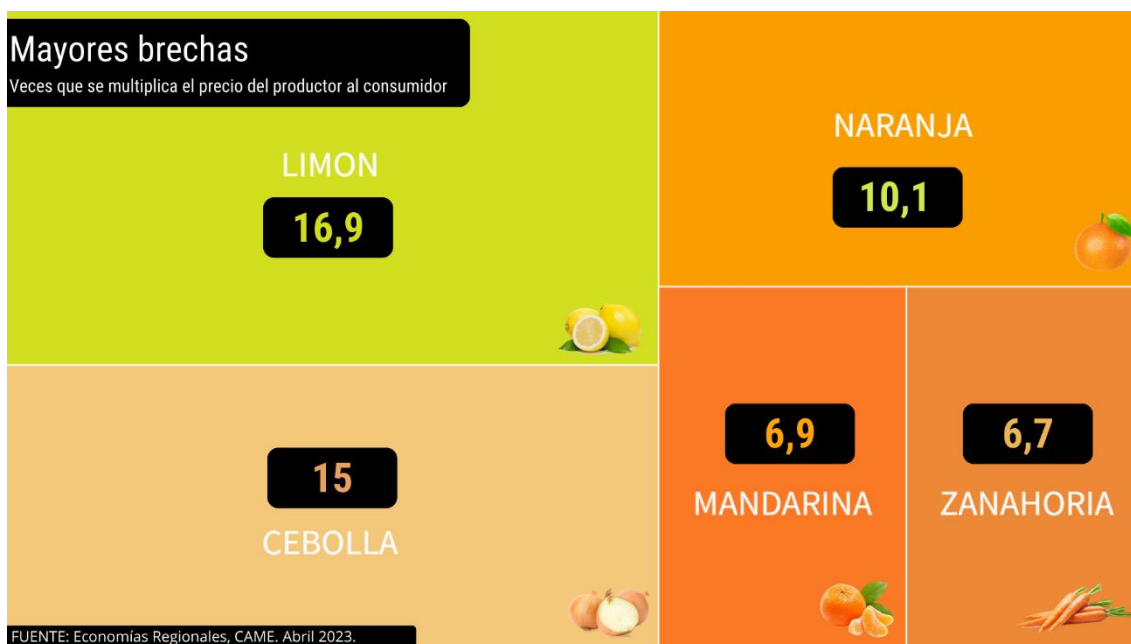 Mayores brechas
Veces que se multiplica el precio del productor al consumidor
LIMON
16,9
NARANJA
10,1
15
CEBOLLA
6,9
MANDARINA
6,7
ZANAHORIA
FUENTE: Economías Regionales, CAME. Abril 2023.